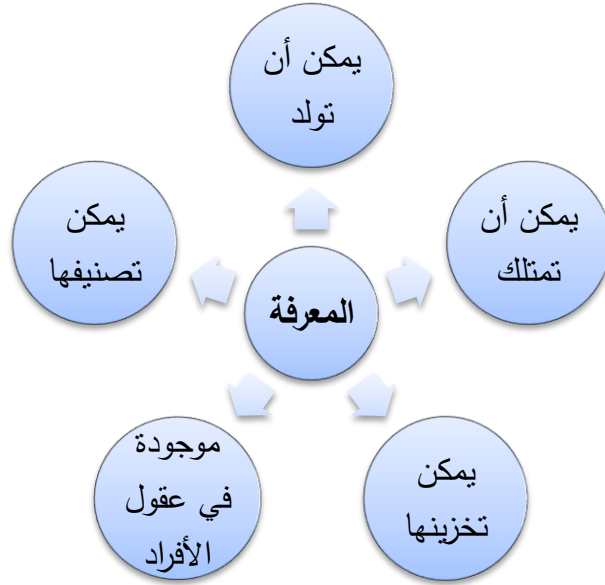 يمكن أن
تولد
يمكن أن
تمتلك
يمكن
تخزينها
موجودة
في عقول
الأفراد
يمكن
تصنيفها
المعرفة